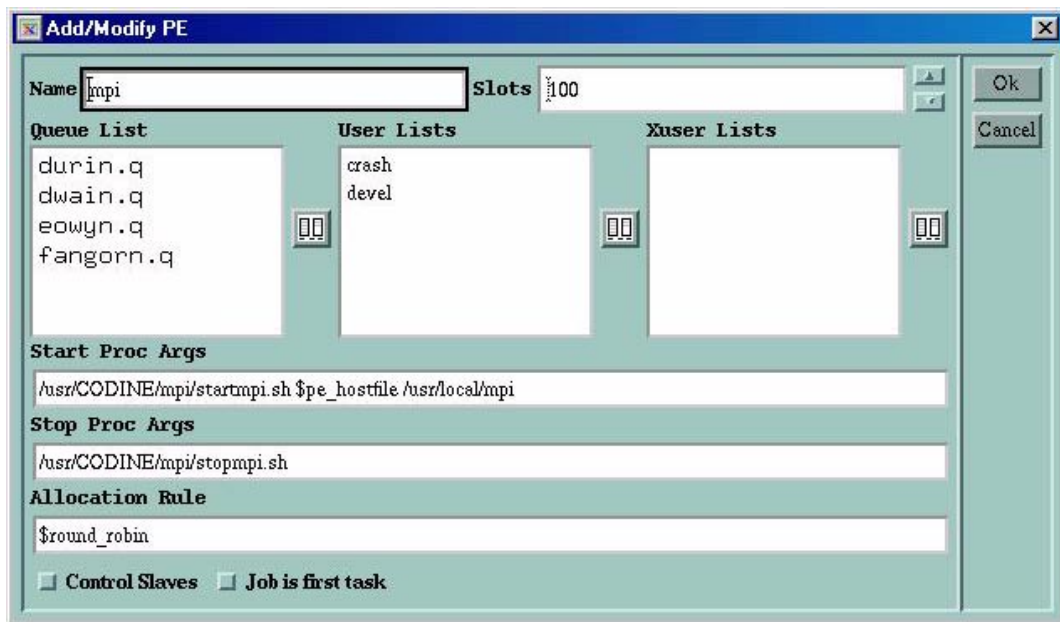 Add/Modify PE
Name mpi Slots 100
Ok
Cancel
Queue List User Lists Xuser Lists
durin.q
dwain.q
eowyn.q
fangorn.q
crash
devel
Start Proc Args
/usr/CODINE/mpi/startmpi.sh $pe_hostfile /usr/local/mpi
Stop Proc Args
/usr/CODINE/mpi/stopmpi.sh
Allocation Rule
$round_robin
Control Slaves Job is first task